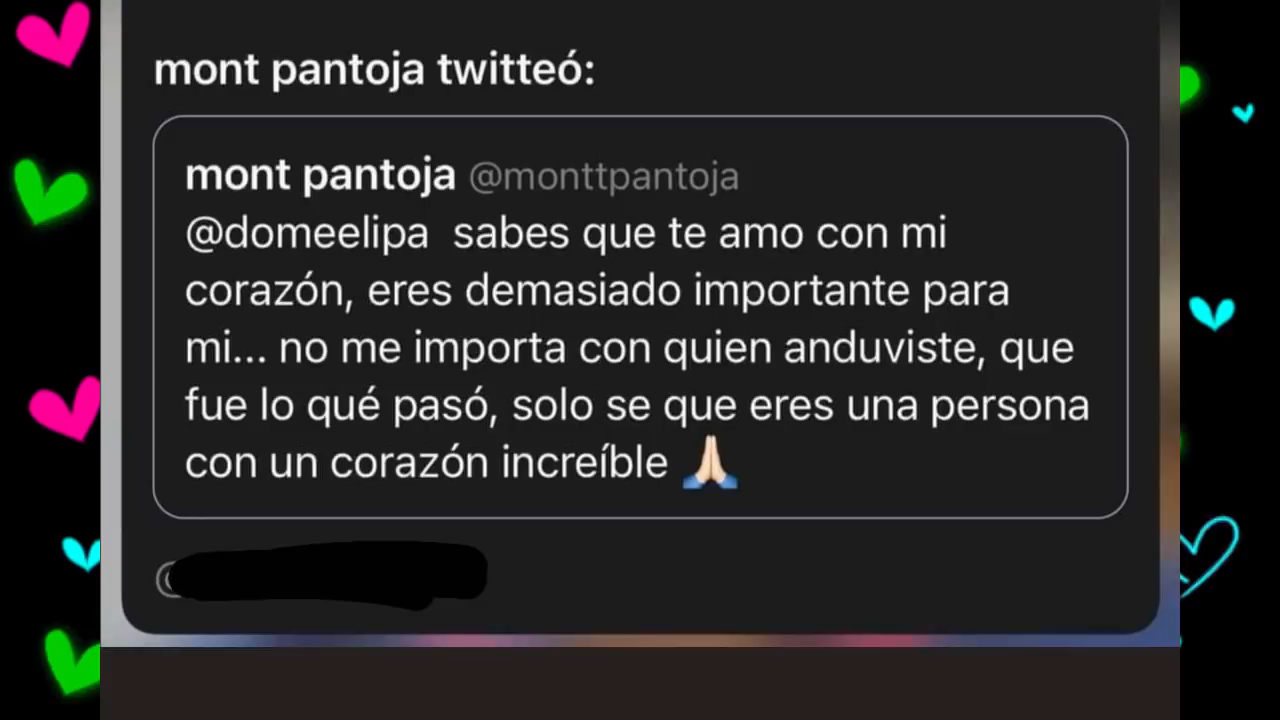 mont pantoja twitteó:
mont pantoja @monttpantoja
@domeelipa sabes que te amo con mi
corazón, eres demasiado importante para
mi... no me importa con quien anduviste, que
fue lo qué pasó, solo se que eres una persona
con un corazón increíble 🙏🏻
@